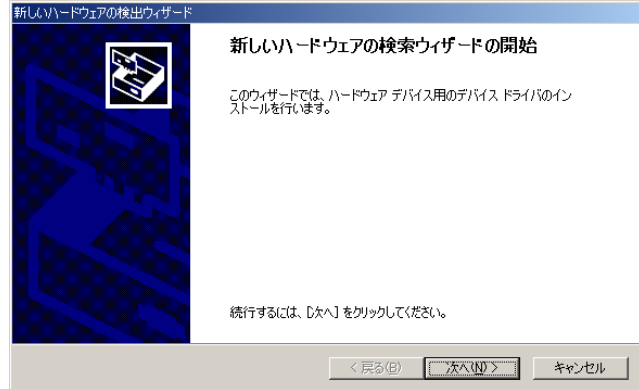 新しいハードウェアの検出ウィザード
新しいハードウェアの検索ウィザードの開始
このウィザードでは、ハードウェア デバイス用のデバイス ドライバのイン
ストールを行います。
続行するには、[次へ] をクリックしてください。
< 戻る(B)
次へ(N) >
キャンセル